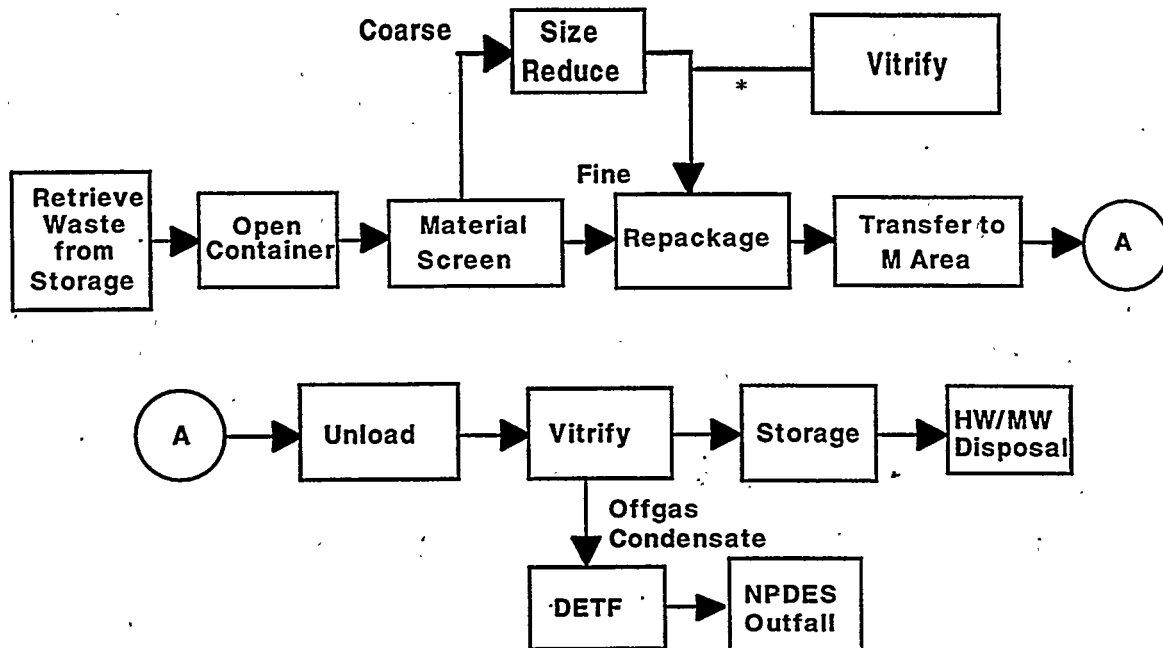 Coarse
Size
Reduce
Vitrify
*
Retrieve
Waste
from
Storage
Open
Container
Material
Screen
Fine
Repackage
Transfer to
M Area
A
A
Unload
Vitrify
Storage
HW/MW
Disposal
Offgas
Condensate
DETF
NPDES
Outfall